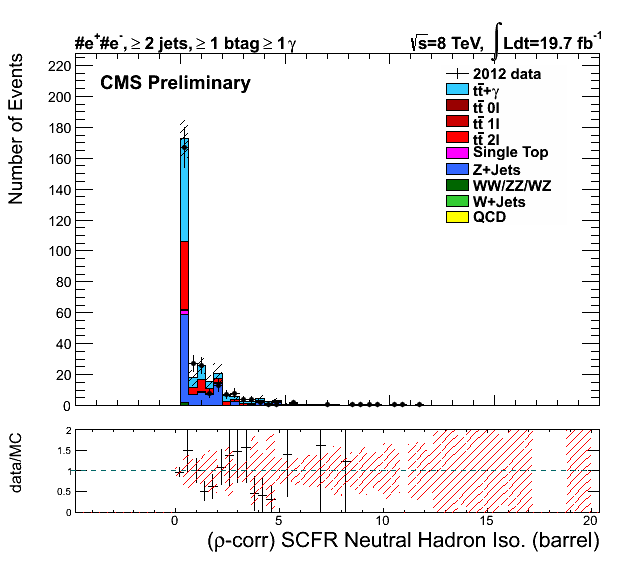 #e⁺#e⁻, ≥ 2 jets, ≥ 1 btag ≥ 1 γ
√s=8 TeV, ∫ Ldt=19.7 fb⁻¹
CMS Preliminary
Number of Events
220
200
180
160
140
120
100
80
60
40
20
0
2012 data
tt̄+γ
tt̄ 0l
tt̄ 1l
tt̄ 2l
Single Top
Z+Jets
WW/ZZ/WZ
W+Jets
QCD
data/MC
2
1.5
1
0.5
0
0 5 10 15 20
(ρ-corr) SCFR Neutral Hadron Iso. (barrel)